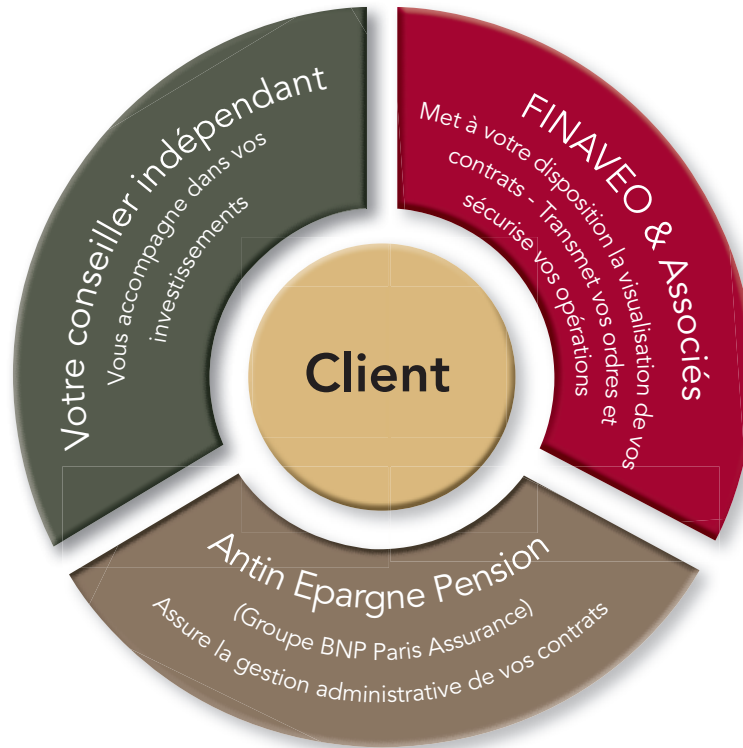 Votre conseiller indépendant
Vous accompagne dans vos
investissements
FINAVEO & Associés
Met à votre disposition la visualisation de vos
contrats - Transmet vos ordres et
sécurise vos opérations
Client
Antin Epargne Pension
(Groupe BNP Paris Assurance)
Assure la gestion administrative de vos contrats